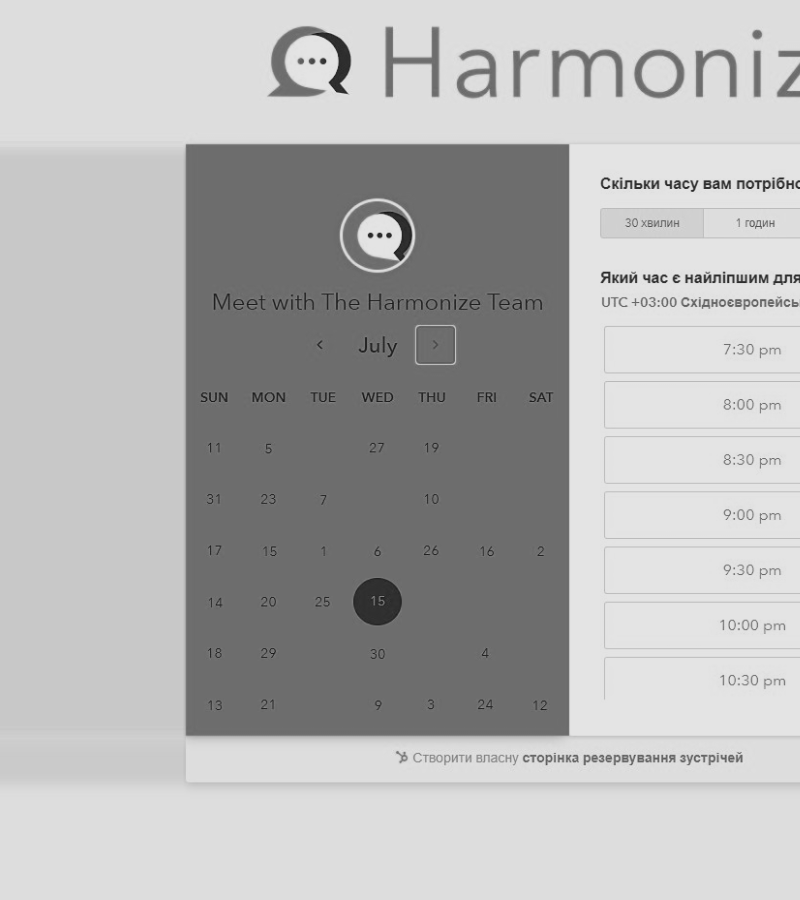 Harmoniz
Meet with The Harmonize Team
July
SUN MON TUE WED THU FRI SAT
11 5 27 19
31 23 7 10
17 15 1 6 26 16 2
14 20 25 15
18 29 30 4
13 21 9 3 24 12
Скільки часу вам потрібно
30 хвилин 1 годин
Який час є найліпшим для
UTC +03:00 Східноєвропейсь
7:30 pm
8:00 pm
8:30 pm
9:00 pm
9:30 pm
10:00 pm
10:30 pm
Створити власну сторінка резервування зустрічей